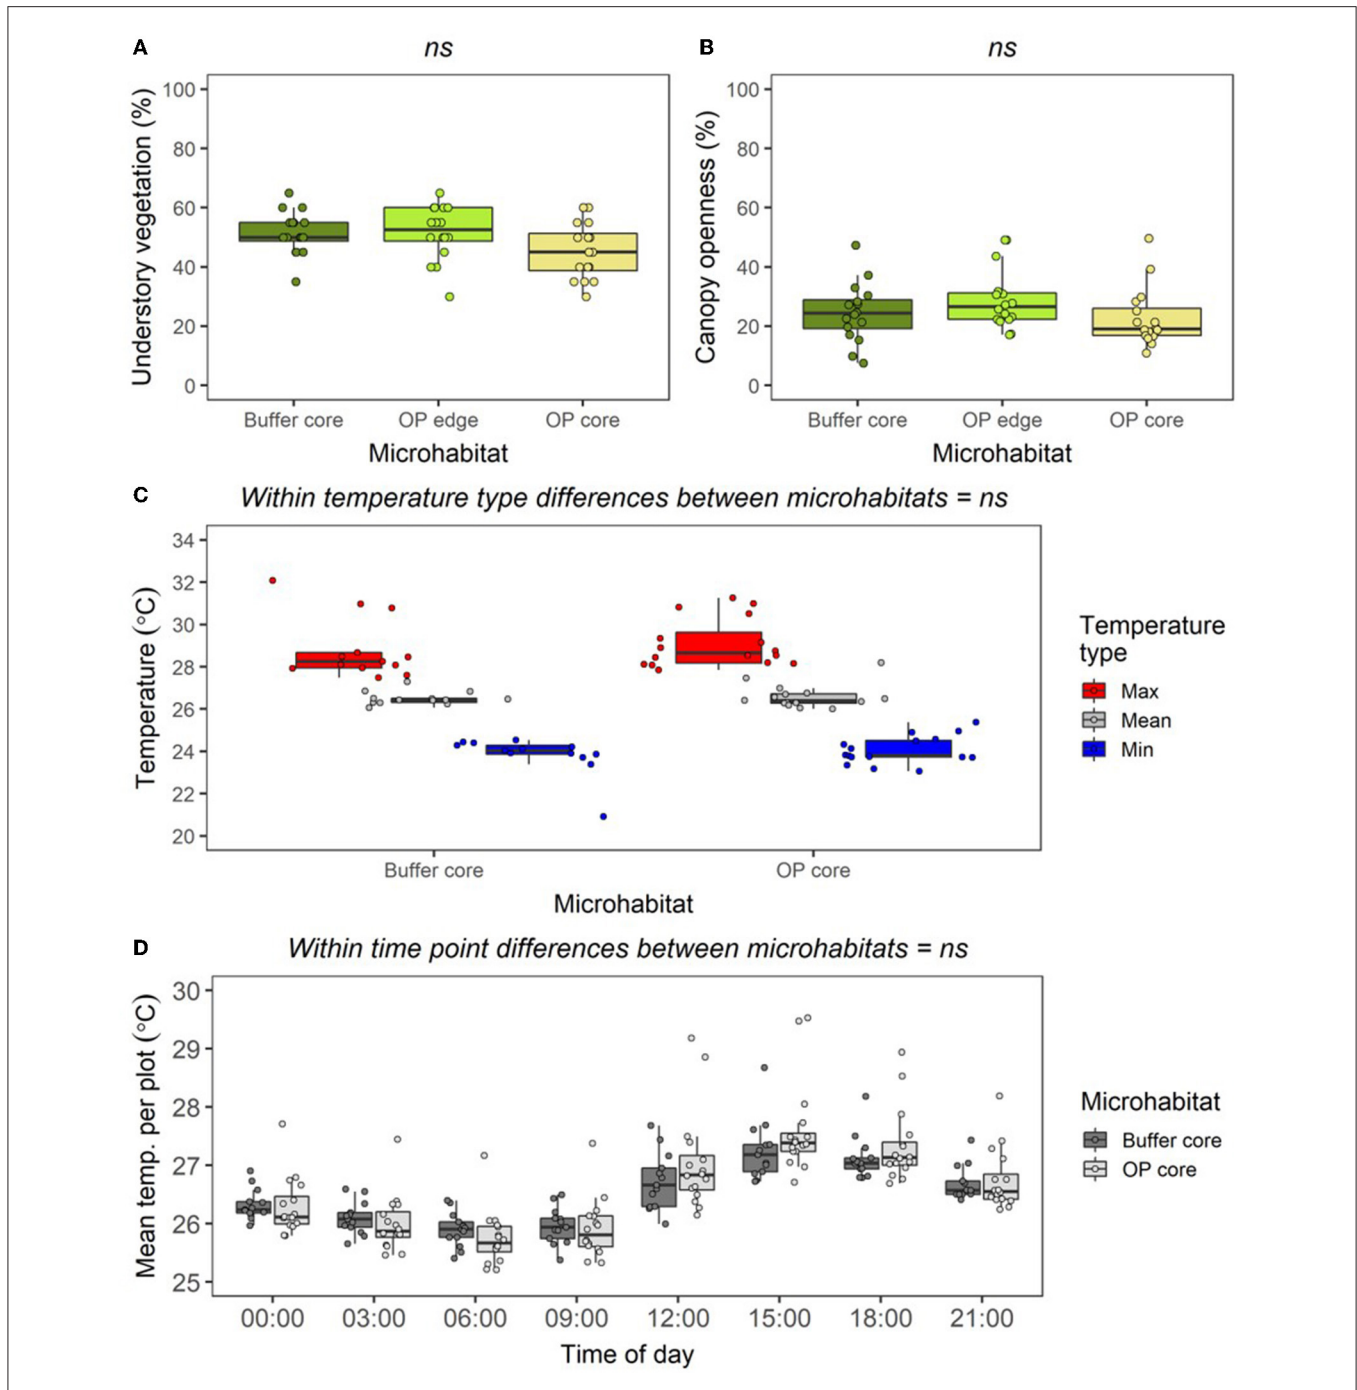 A
ns
Understory vegetation (%)
100
80
60
40
20
0
Buffer core
OP edge
OP core
Microhabitat
B
ns
Canopy openness (%)
100
80
60
40
20
0
Buffer core
OP edge
OP core
Microhabitat
C
Within temperature type differences between microhabitats = ns
Temperature (°C)
34
32
30
28
26
24
22
20
Buffer core
OP core
Microhabitat
Temperature
type
Max
Mean
Min
D
Within time point differences between microhabitats = ns
Mean temp. per plot (°C)
30
29
28
27
26
25
00:00
03:00
06:00
09:00
12:00
15:00
18:00
21:00
Time of day
Microhabitat
Buffer core
OP core